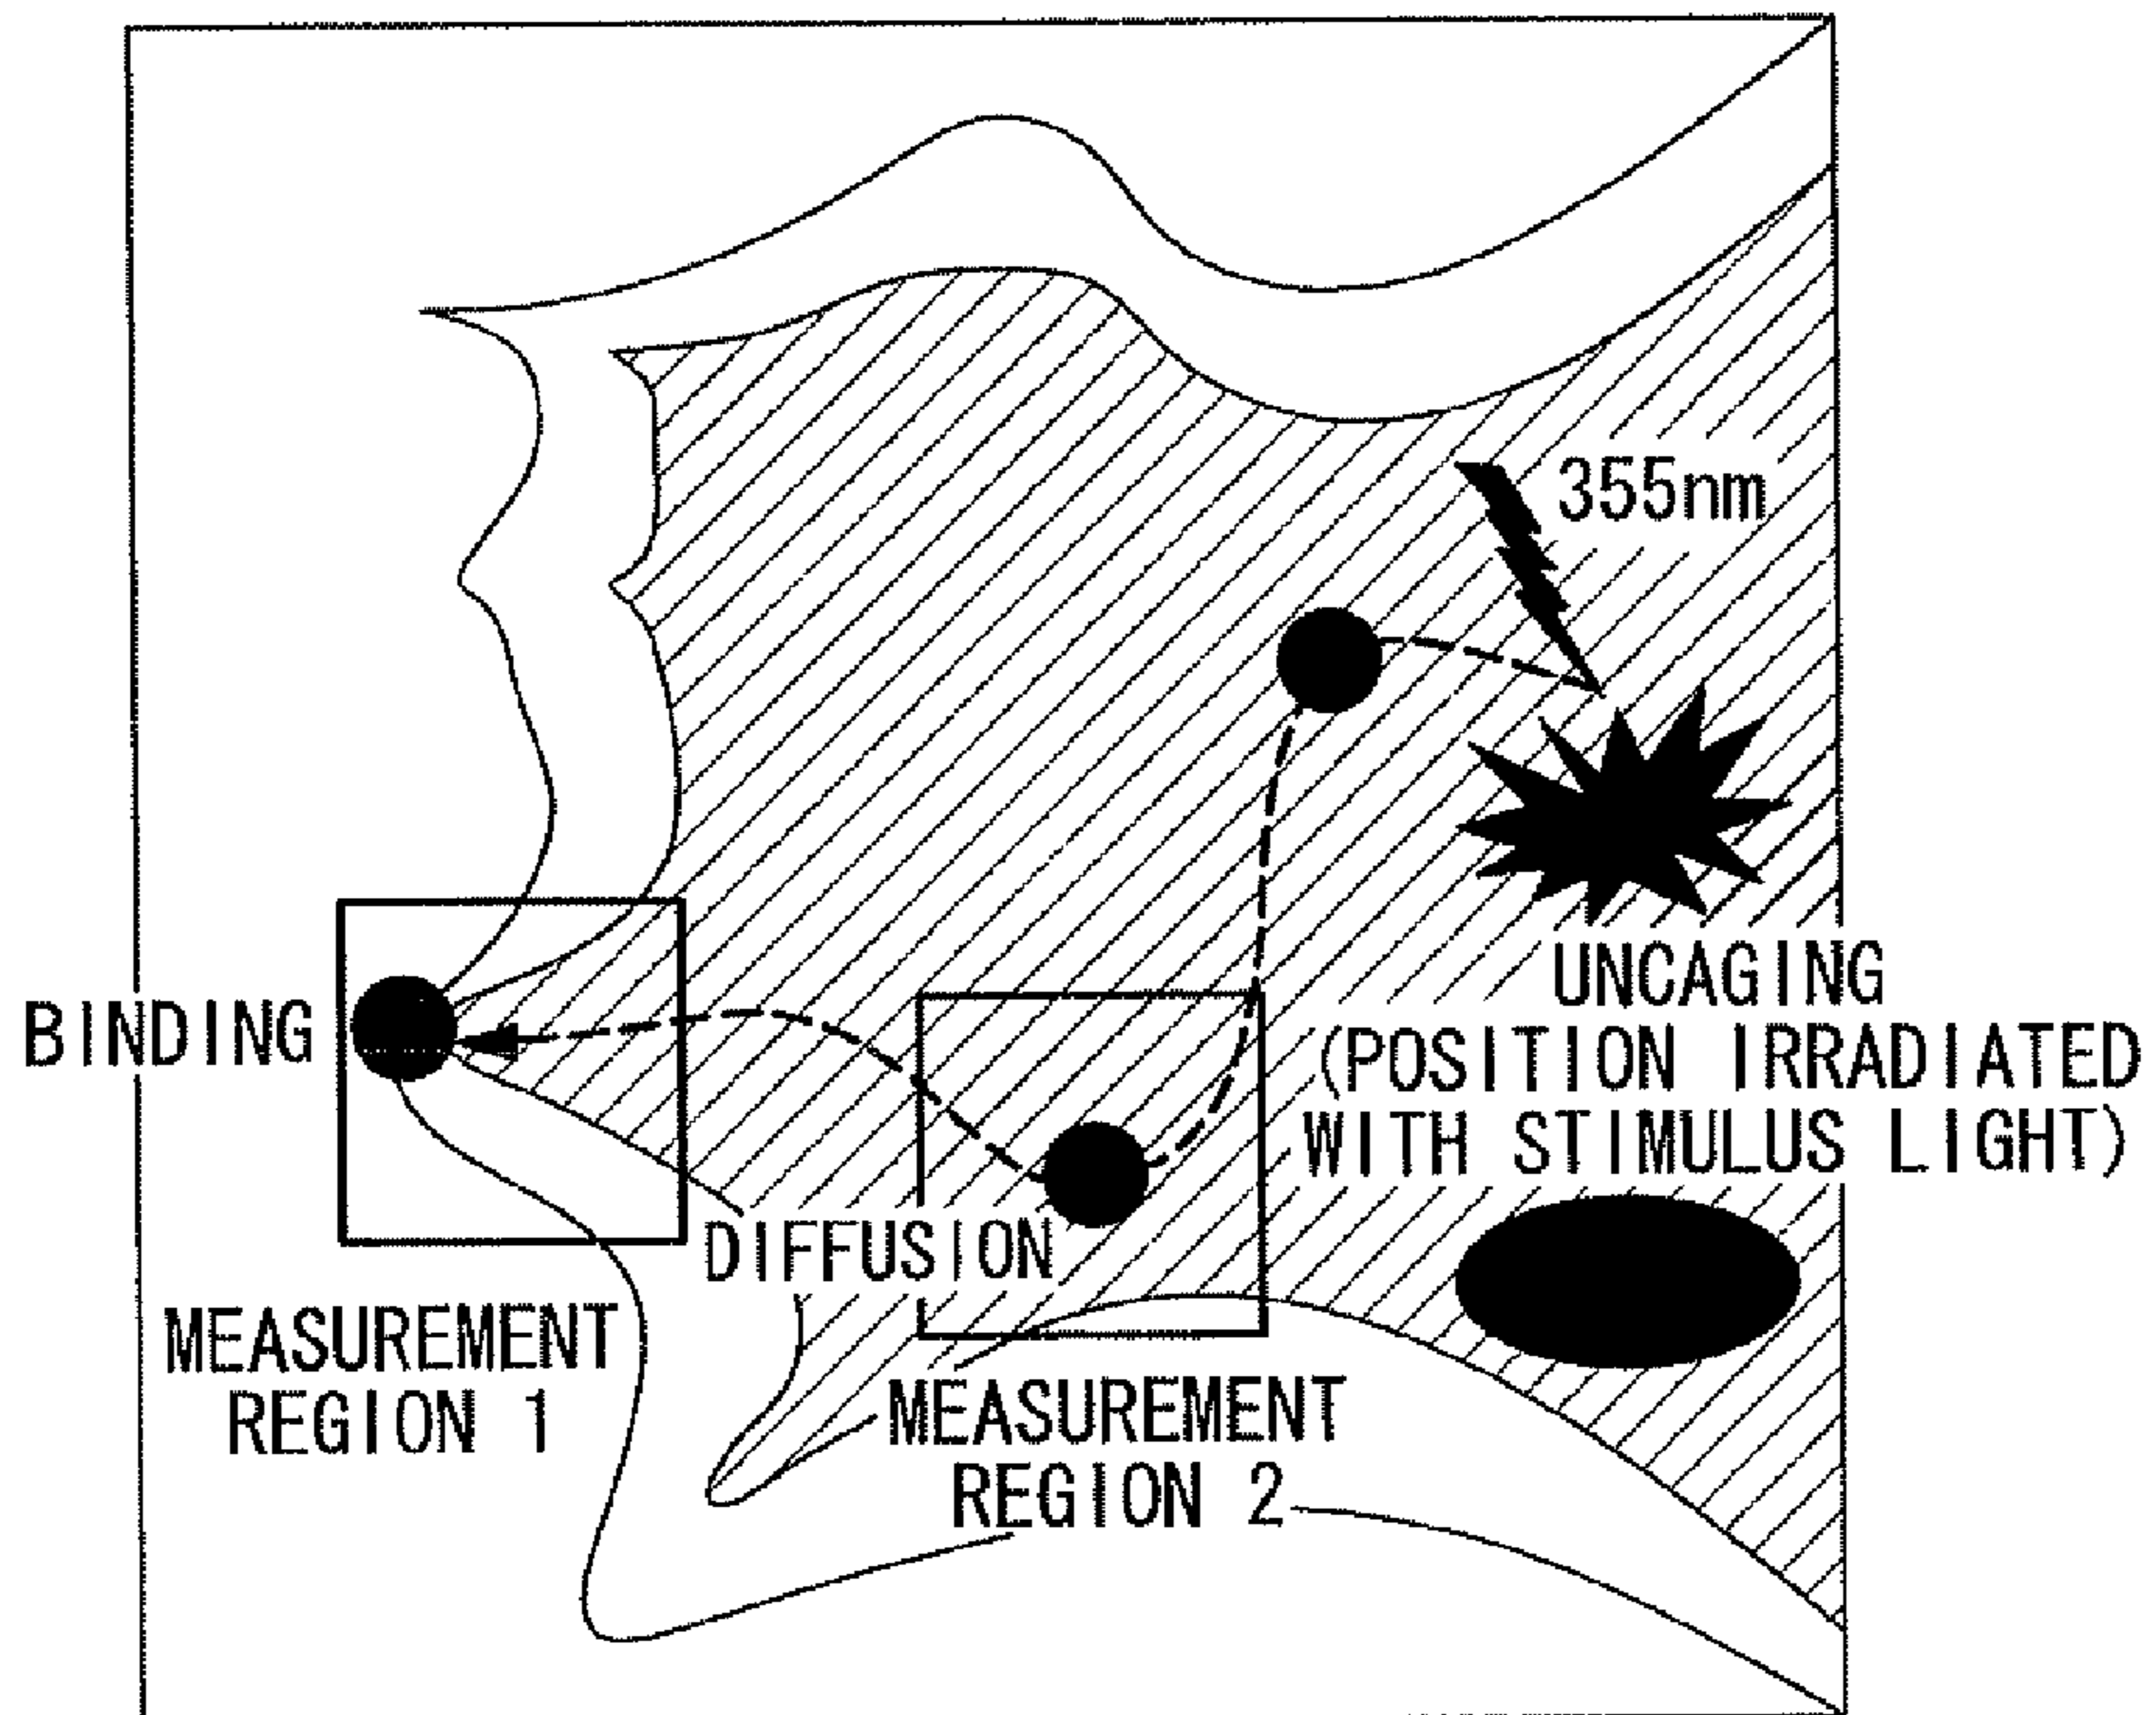 355nm
UNCAGING
(POSITION IRRADIATED
WITH STIMULUS LIGHT)
BINDING
DIFFUSION
MEASUREMENT
REGION 1
MEASUREMENT
REGION 2